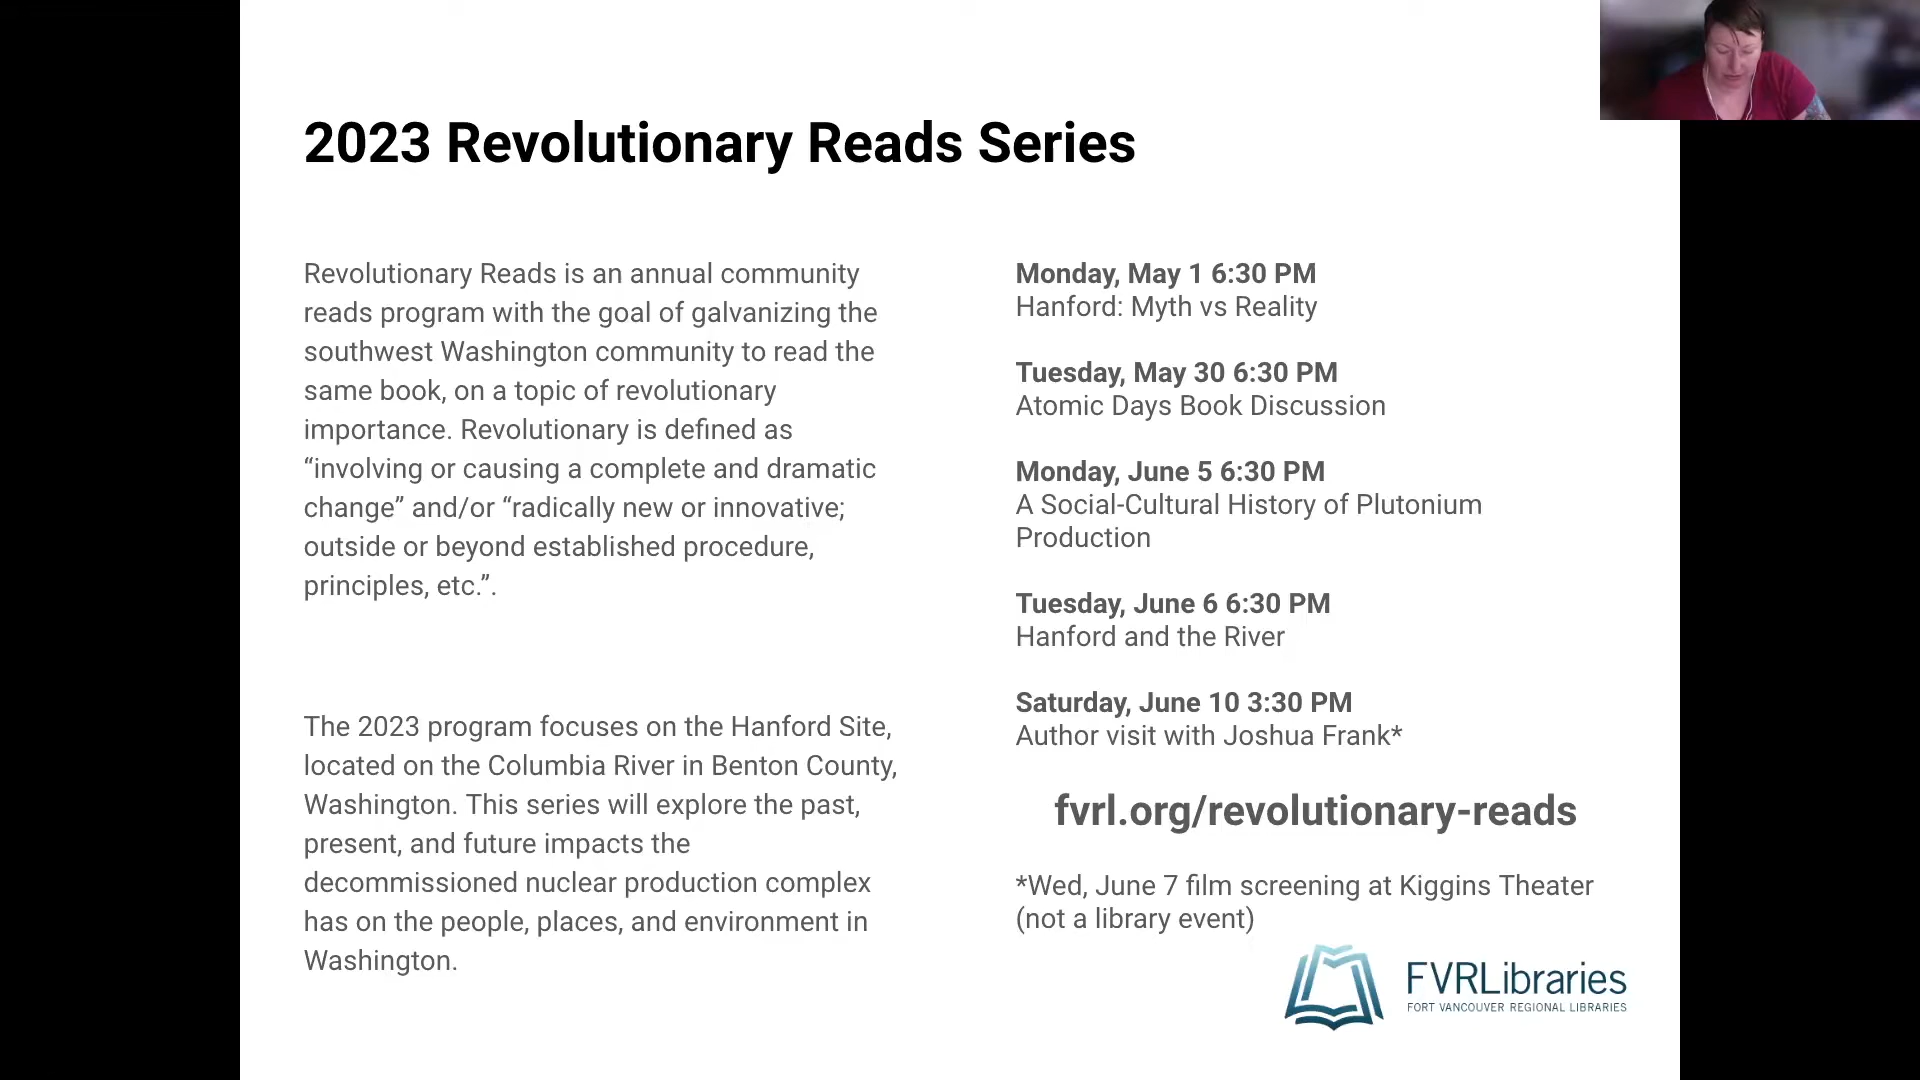 2023 Revolutionary Reads Series
Revolutionary Reads is an annual community
reads program with the goal of galvanizing the
southwest Washington community to read the
same book, on a topic of revolutionary
importance. Revolutionary is defined as
“involving or causing a complete and dramatic
change” and/or “radically new or innovative;
outside or beyond established procedure,
principles, etc.”.
The 2023 program focuses on the Hanford Site,
located on the Columbia River in Benton County,
Washington. This series will explore the past,
present, and future impacts the
decommissioned nuclear production complex
has on the people, places, and environment in
Washington.
Monday, May 1 6:30 PM
Hanford: Myth vs Reality
Tuesday, May 30 6:30 PM
Atomic Days Book Discussion
Monday, June 5 6:30 PM
A Social-Cultural History of Plutonium
Production
Tuesday, June 6 6:30 PM
Hanford and the River
Saturday, June 10 3:30 PM
Author visit with Joshua Frank*
fvrl.org/revolutionary-reads
*Wed, June 7 film screening at Kiggins Theater
(not a library event)
FVRLibraries
FORT VANCOUVER REGIONAL LIBRARIES